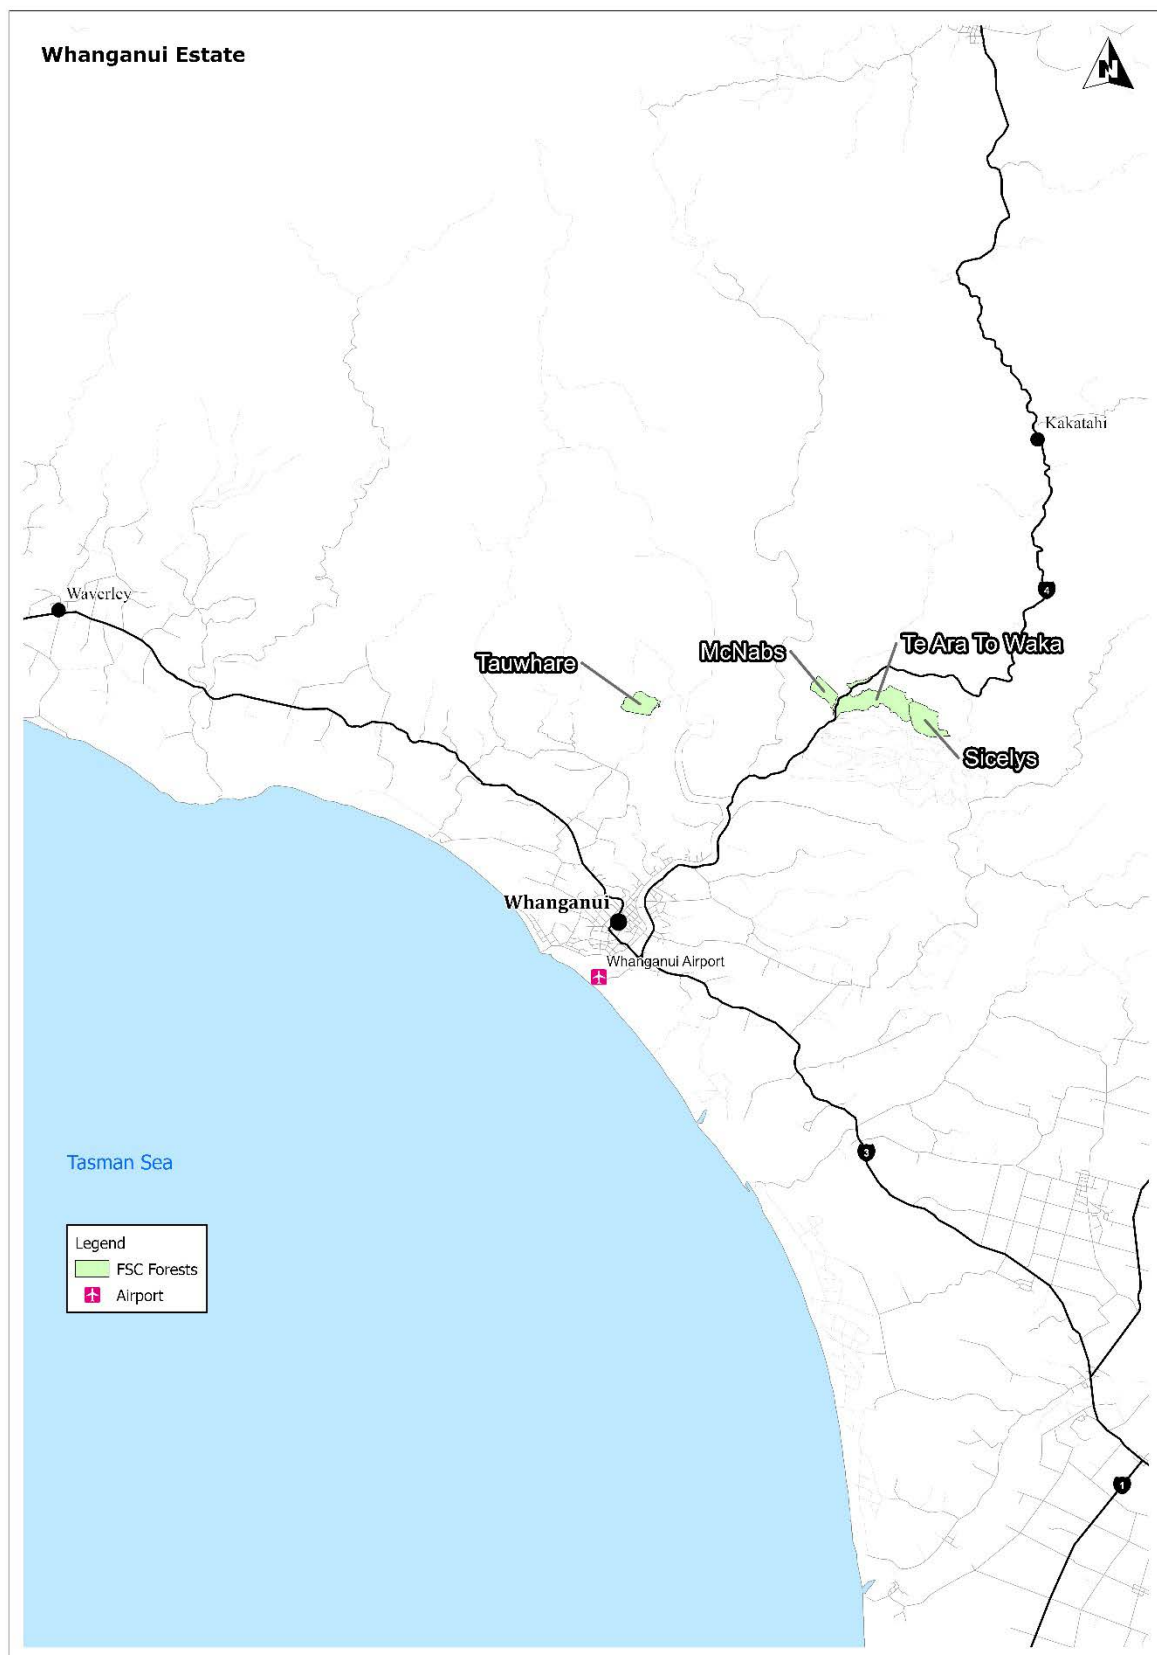 Whanganui Estate
N
Kakatahi
4
Waverley
Te Ara To Waka
McNabs
Tauwhare
Sicelys
Whanganui
Whanganui Airport
3
Tasman Sea
Legend
FSC Forests
Airport
1